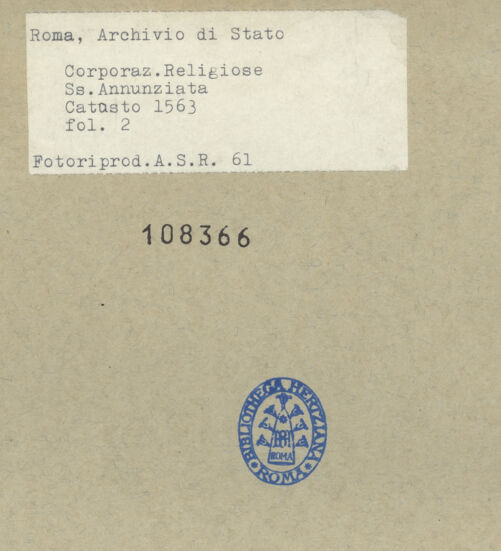 Roma, Archivio di Stato
Corporaz.Religiose
Ss.Annunziata
Catasto 1563
fol. 2
Fotoriprod.A.S.R. 61
108366
BIBLIOTHECA HERTZIANA
BH
ROMA
ROMA